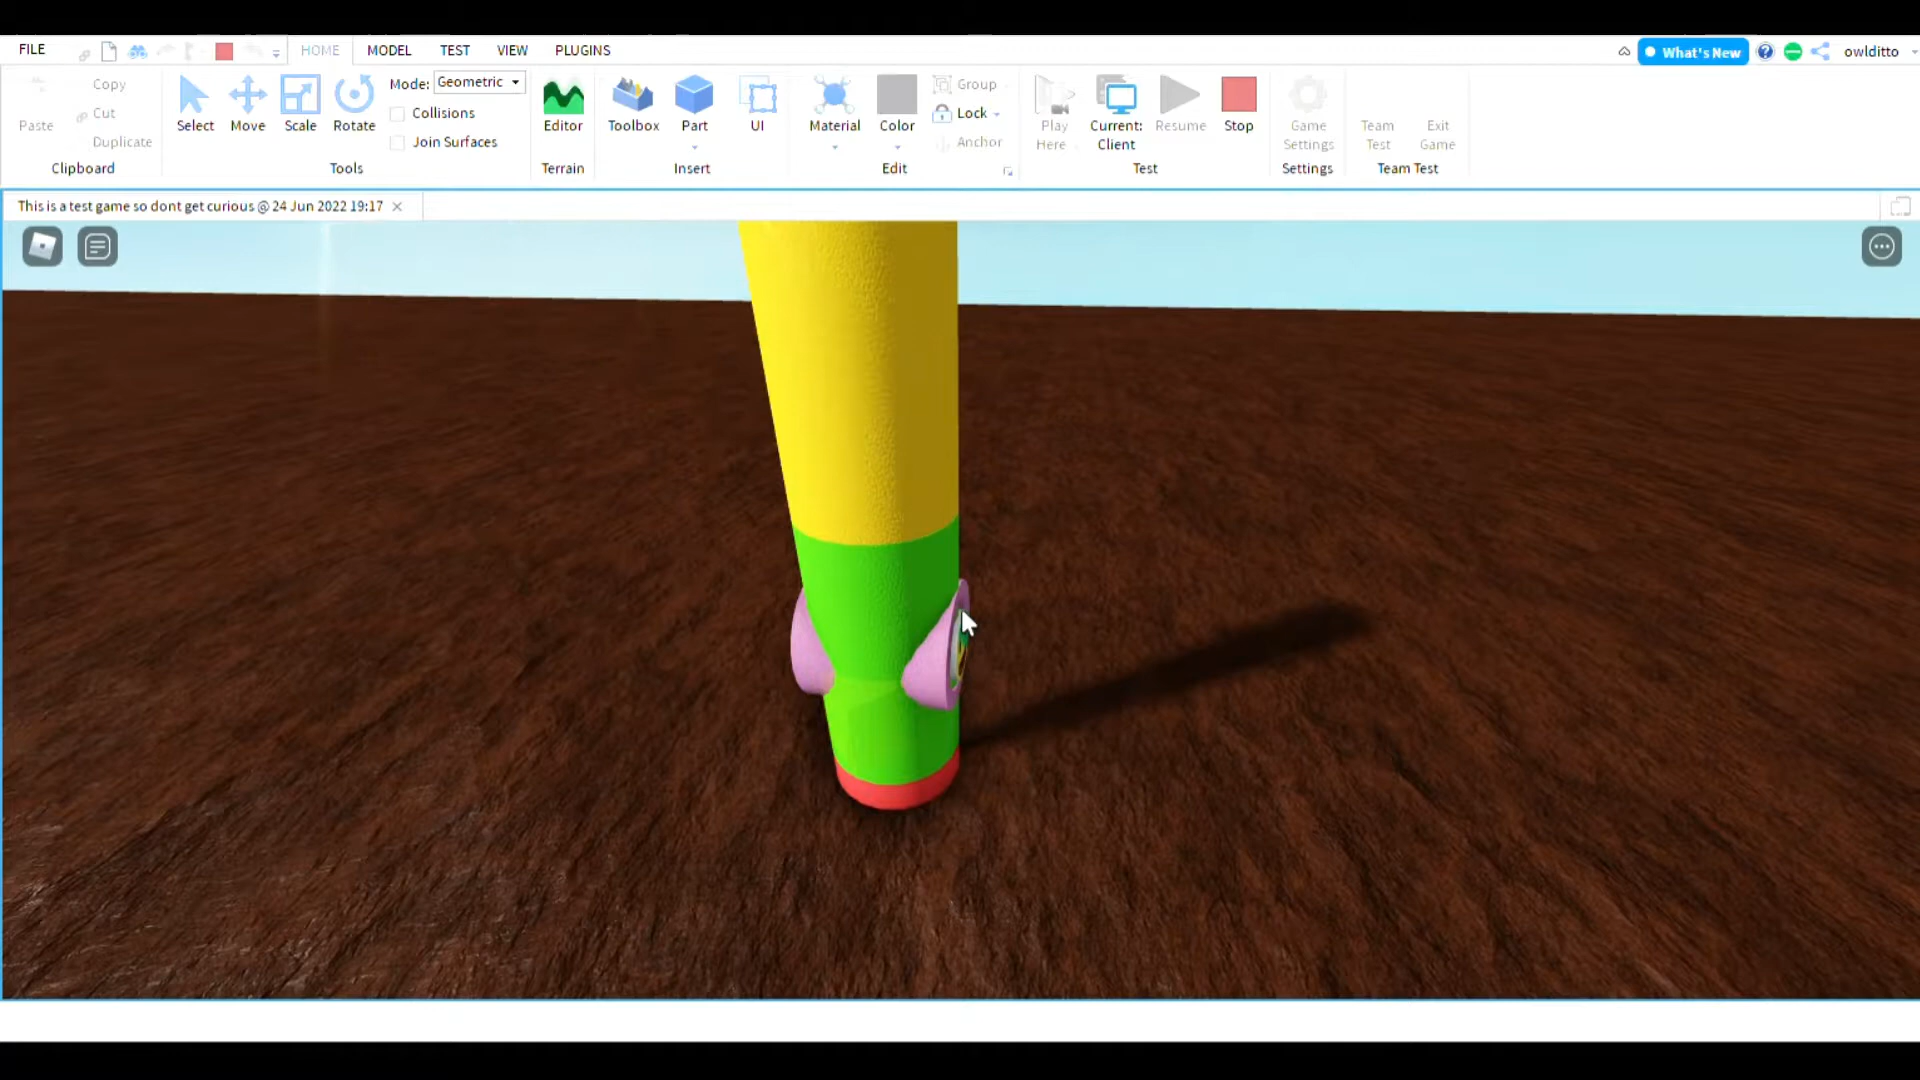 FILE
HOME
MODEL
TEST
VIEW
PLUGINS
What's New
owlditto
Copy
Cut
Duplicate
Paste
Clipboard
Select
Move
Scale
Rotate
Mode: Geometric
Collisions
Join Surfaces
Tools
Editor
Terrain
Toolbox
Part
UI
Insert
Material
Color
Group
Lock
Anchor
Edit
Play
Here
Current:
Client
Resume
Stop
Test
Game
Settings
Settings
Team
Test
Exit
Game
Team Test
This is a test game so dont get curious @ 24 Jun 2022 19:17